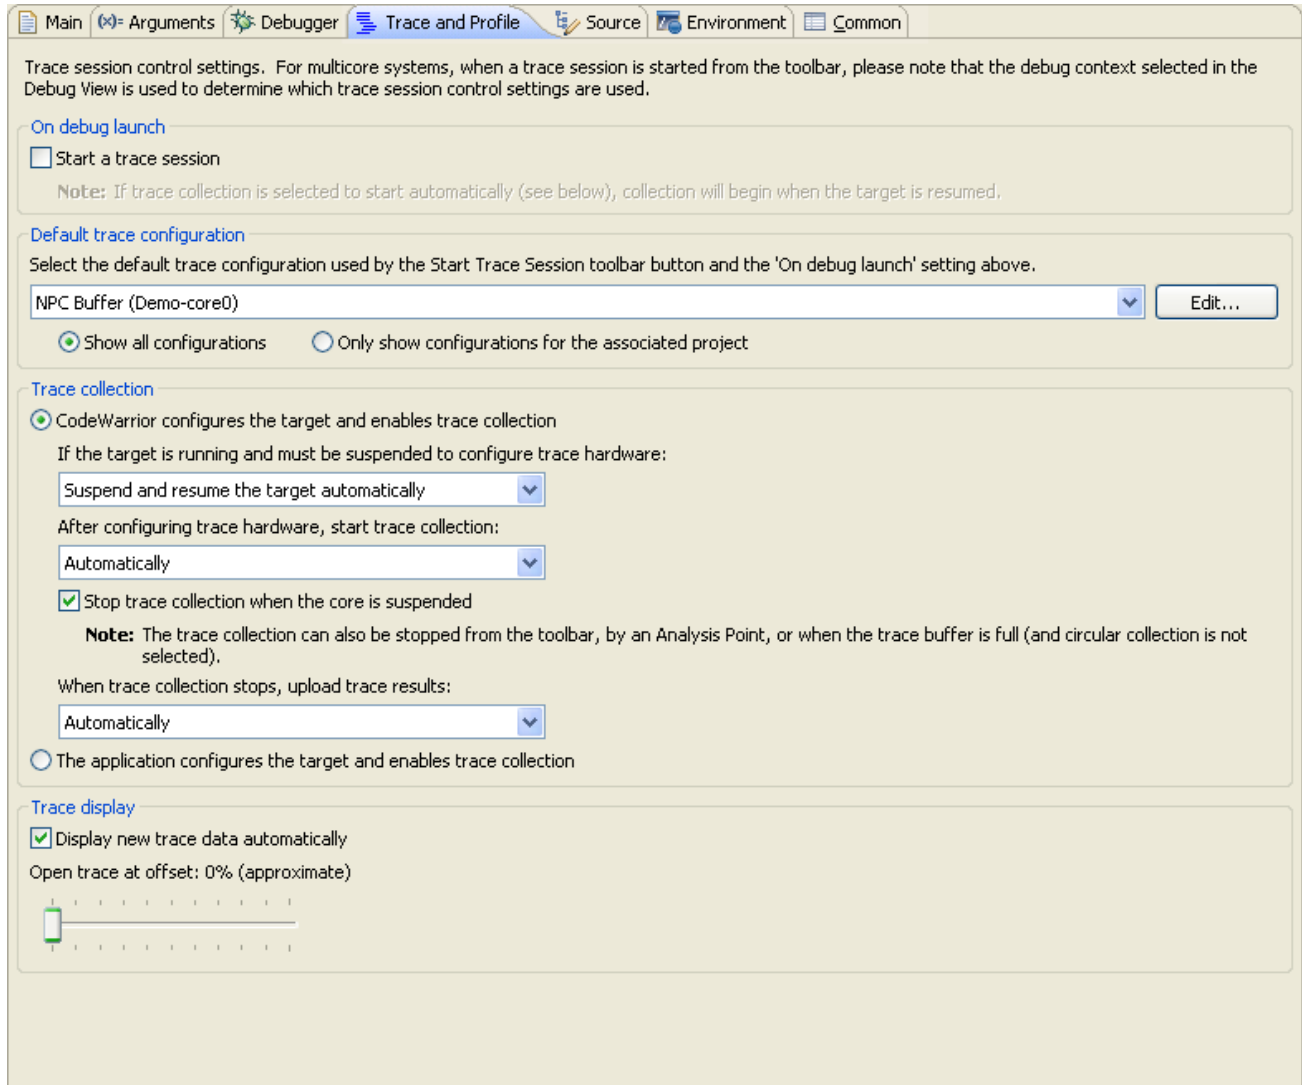 Main (x)= Arguments Debugger Trace and Profile Source Environment Common
Trace session control settings.  For multicore systems, when a trace session is started from the toolbar, please note that the debug context selected in the
Debug View is used to determine which trace session control settings are used.
On debug launch
Start a trace session
Note: If trace collection is selected to start automatically (see below), collection will begin when the target is resumed.
Default trace configuration
Select the default trace configuration used by the Start Trace Session toolbar button and the 'On debug launch' setting above.
NPC Buffer (Demo-core0) Edit...
Show all configurations Only show configurations for the associated project
Trace collection
CodeWarrior configures the target and enables trace collection
If the target is running and must be suspended to configure trace hardware:
Suspend and resume the target automatically
After configuring trace hardware, start trace collection:
Automatically
Stop trace collection when the core is suspended
Note: The trace collection can also be stopped from the toolbar, by an Analysis Point, or when the trace buffer is full (and circular collection is not
selected).
When trace collection stops, upload trace results:
Automatically
The application configures the target and enables trace collection
Trace display
Display new trace data automatically
Open trace at offset: 0% (approximate)